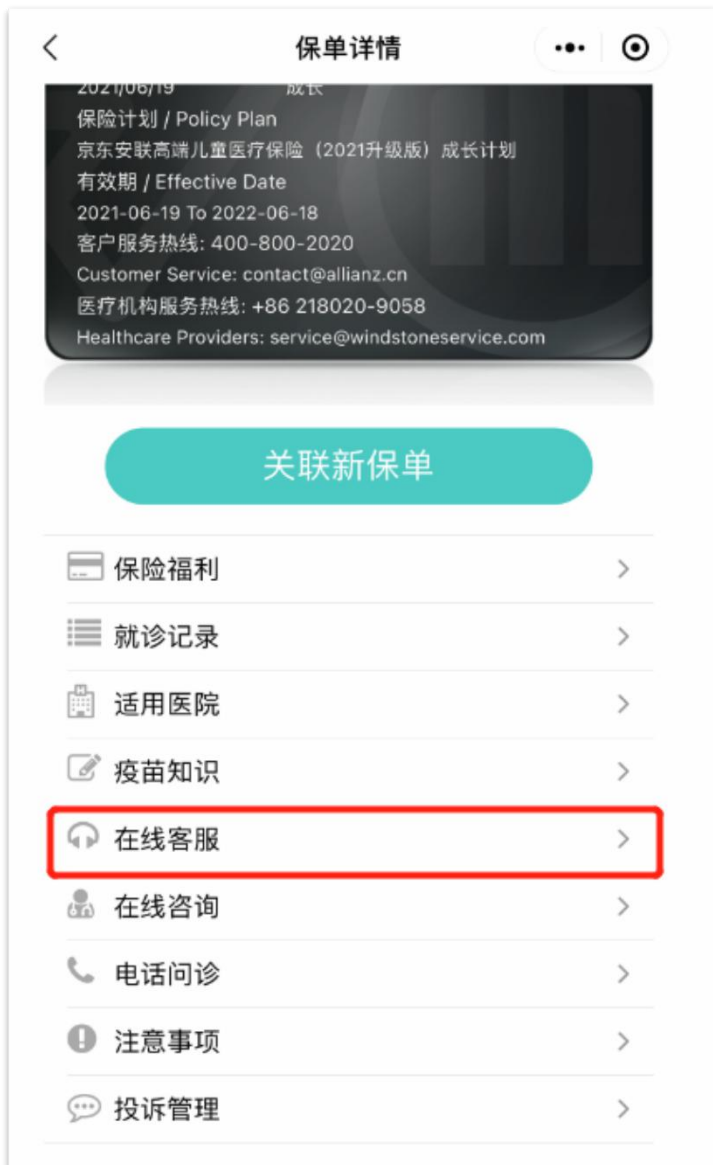 保单详情
2021/06/19 成长
保险计划 / Policy Plan
京东安联高端儿童医疗保险（2021升级版）成长计划
有效期 / Effective Date
2021-06-19 To 2022-06-18
客户服务热线: 400-800-2020
Customer Service: contact@allianz.cn
医疗机构服务热线: +86 218020-9058
Healthcare Providers: service@windstoneservice.com
关联新保单
保险福利
就诊记录
适用医院
疫苗知识
在线客服
在线咨询
电话问诊
注意事项
投诉管理